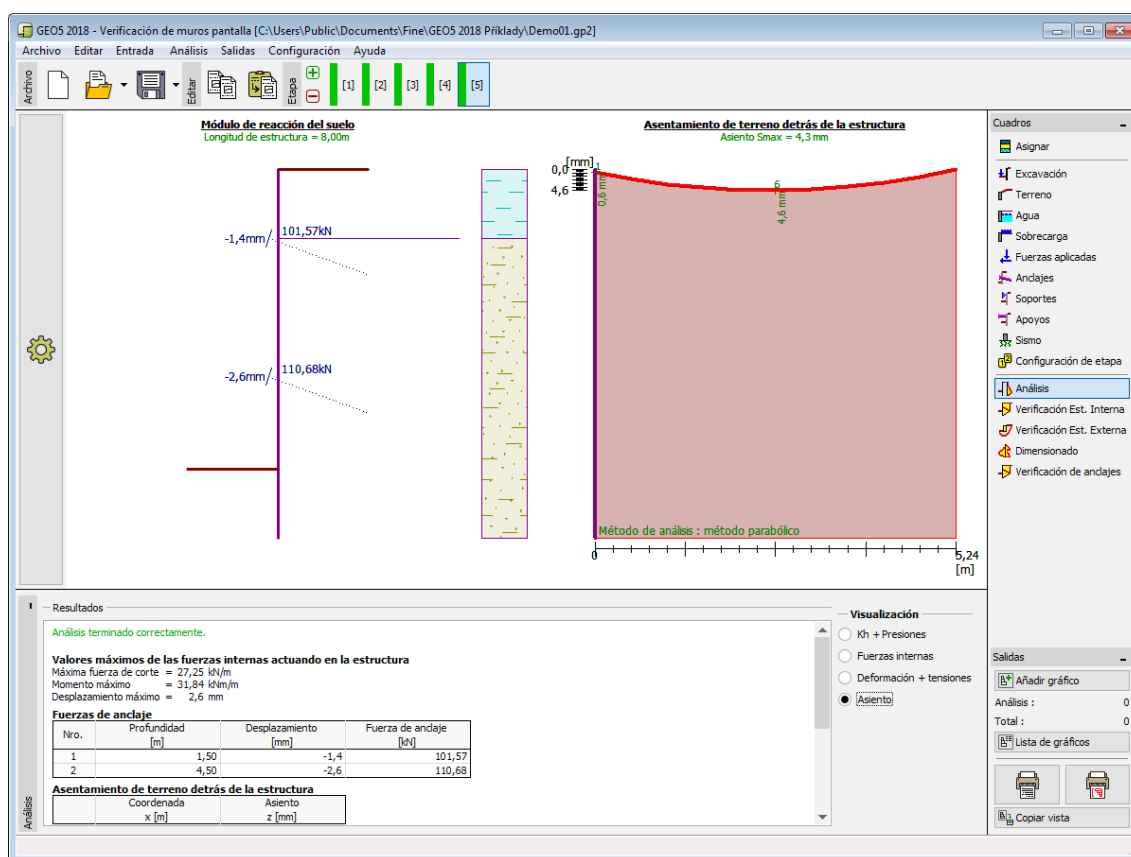 GEO5 2018 - Verificación de muros pantalla [C:\Users\Public\Documents\Fine\GEO5 2018 Příklady\Demo01.gp2]
Archivo Editar Entrada Análisis Salidas Configuración Ayuda
Archivo
Editar
Etapa
[1] [2] [3] [4] [5]
Módulo de reacción del suelo
Longitud de estructura = 8,00m
-1,4mm
101,57kN
-2,6mm
110,68kN
Asentamiento de terreno detrás de la estructura
Asiento Smax = 4,3 mm
[mm]
0,0
4,6
1
0,6 mm
6
4,6 mm
Método de análisis : método parabólico
0
5,24
[m]
Cuadros
Asignar
Excavación
Terreno
Agua
Sobrecarga
Fuerzas aplicadas
Anclajes
Soportes
Apoyos
Sismo
Configuración de etapa
Análisis
Verificación Est. Interna
Verificación Est. Externa
Dimensionado
Verificación de anclajes
Análisis
Resultados
Análisis terminado correctamente.
Valores máximos de las fuerzas internas actuando en la estructura
Máxima fuerza de corte = 27,25 kN/m
Momento máximo = 31,84 kNm/m
Desplazamiento máximo = 2,6 mm
Fuerzas de anclaje
Nro. Profundidad Desplazamiento Fuerza de anclaje
[m] [mm] [kN]
1 1,50 -1,4 101,57
2 4,50 -2,6 110,68
Asentamiento de terreno detrás de la estructura
Coordenada Asiento
x [m] z [mm]
Visualización
Kh + Presiones
Fuerzas internas
Deformación + tensiones
Asiento
Salidas
Añadir gráfico
Análisis : 0
Total : 0
Lista de gráficos
Copiar vista